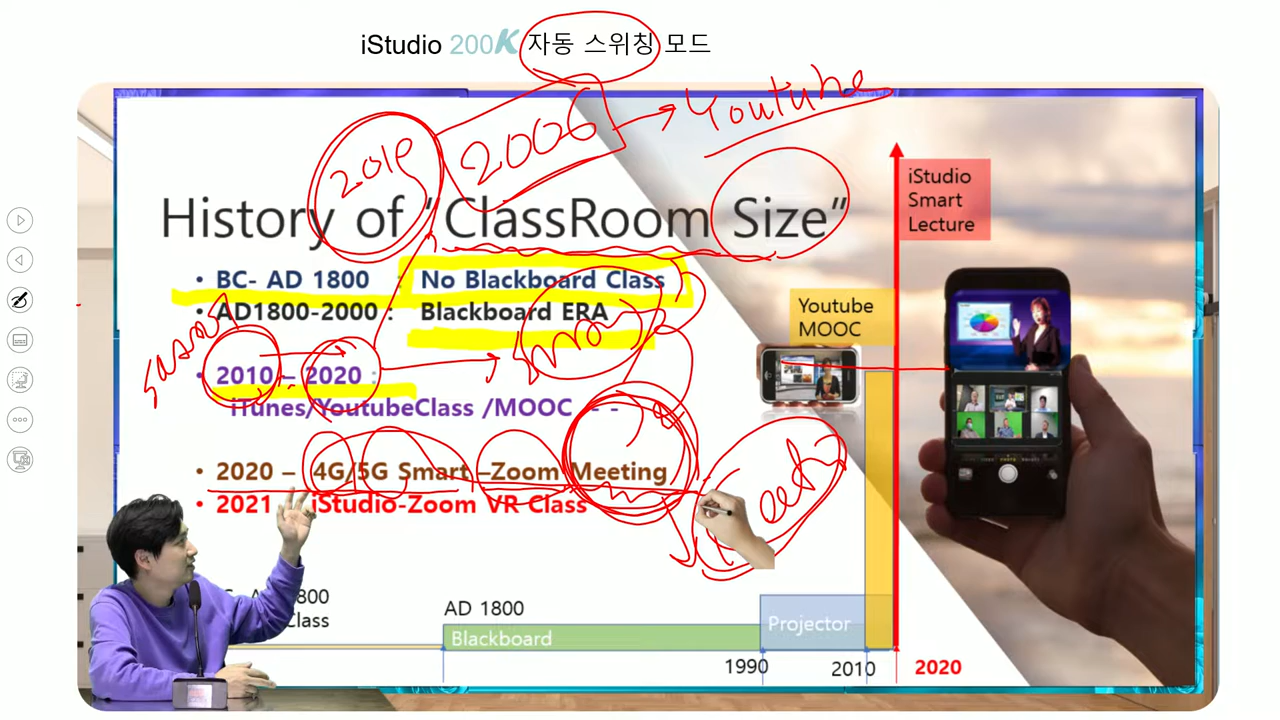 iStudio 200K 자동 스위칭 모드
2006 → Youtube
History of “ClassRoom Size”
• BC- AD 1800 : No Blackboard Class
• AD1800-2000 : Blackboard ERA
• 2010 – 2020 :
iTunes/YoutubeClass /MOOC - -
• 2020 – 4G/5G Smart –Zoom Meeting
• 2021 iStudio-Zoom VR Class
iStudio
Smart
Lecture
Youtube
MOOC
800
Class
AD 1800
Blackboard
Projector
1990
2010
2020